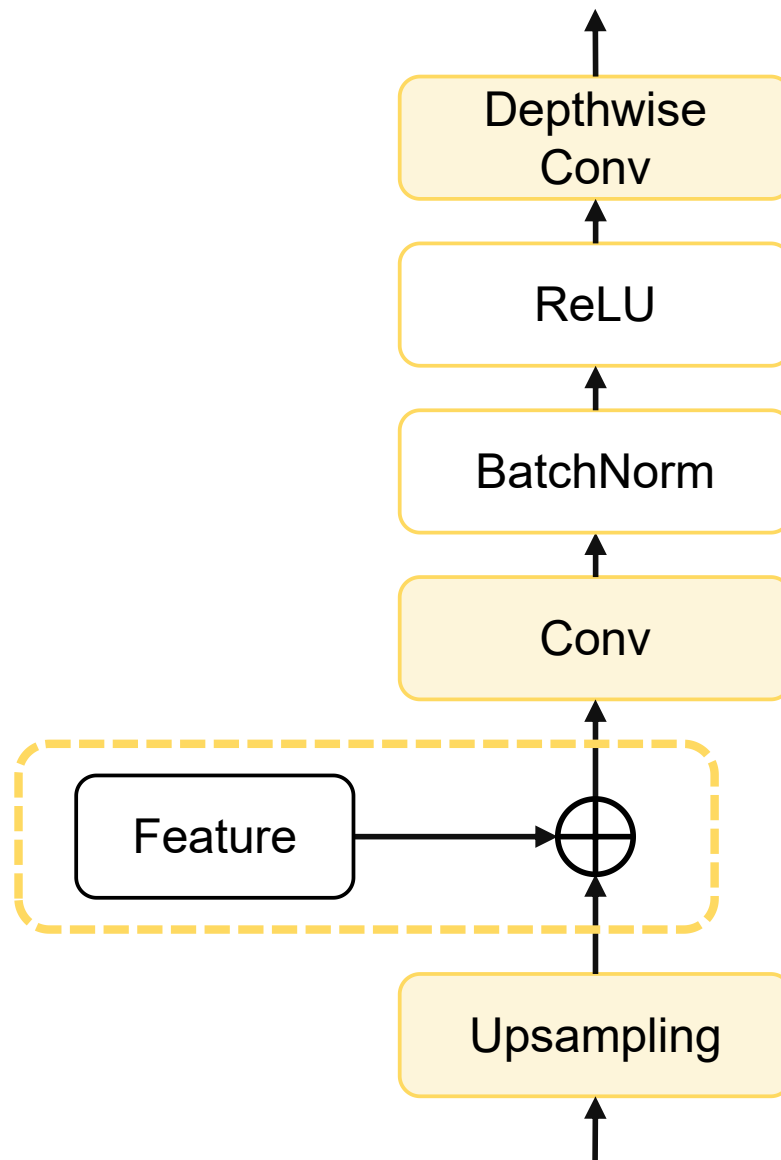 Depthwise
Conv
ReLU
BatchNorm
Conv
Feature
Upsampling